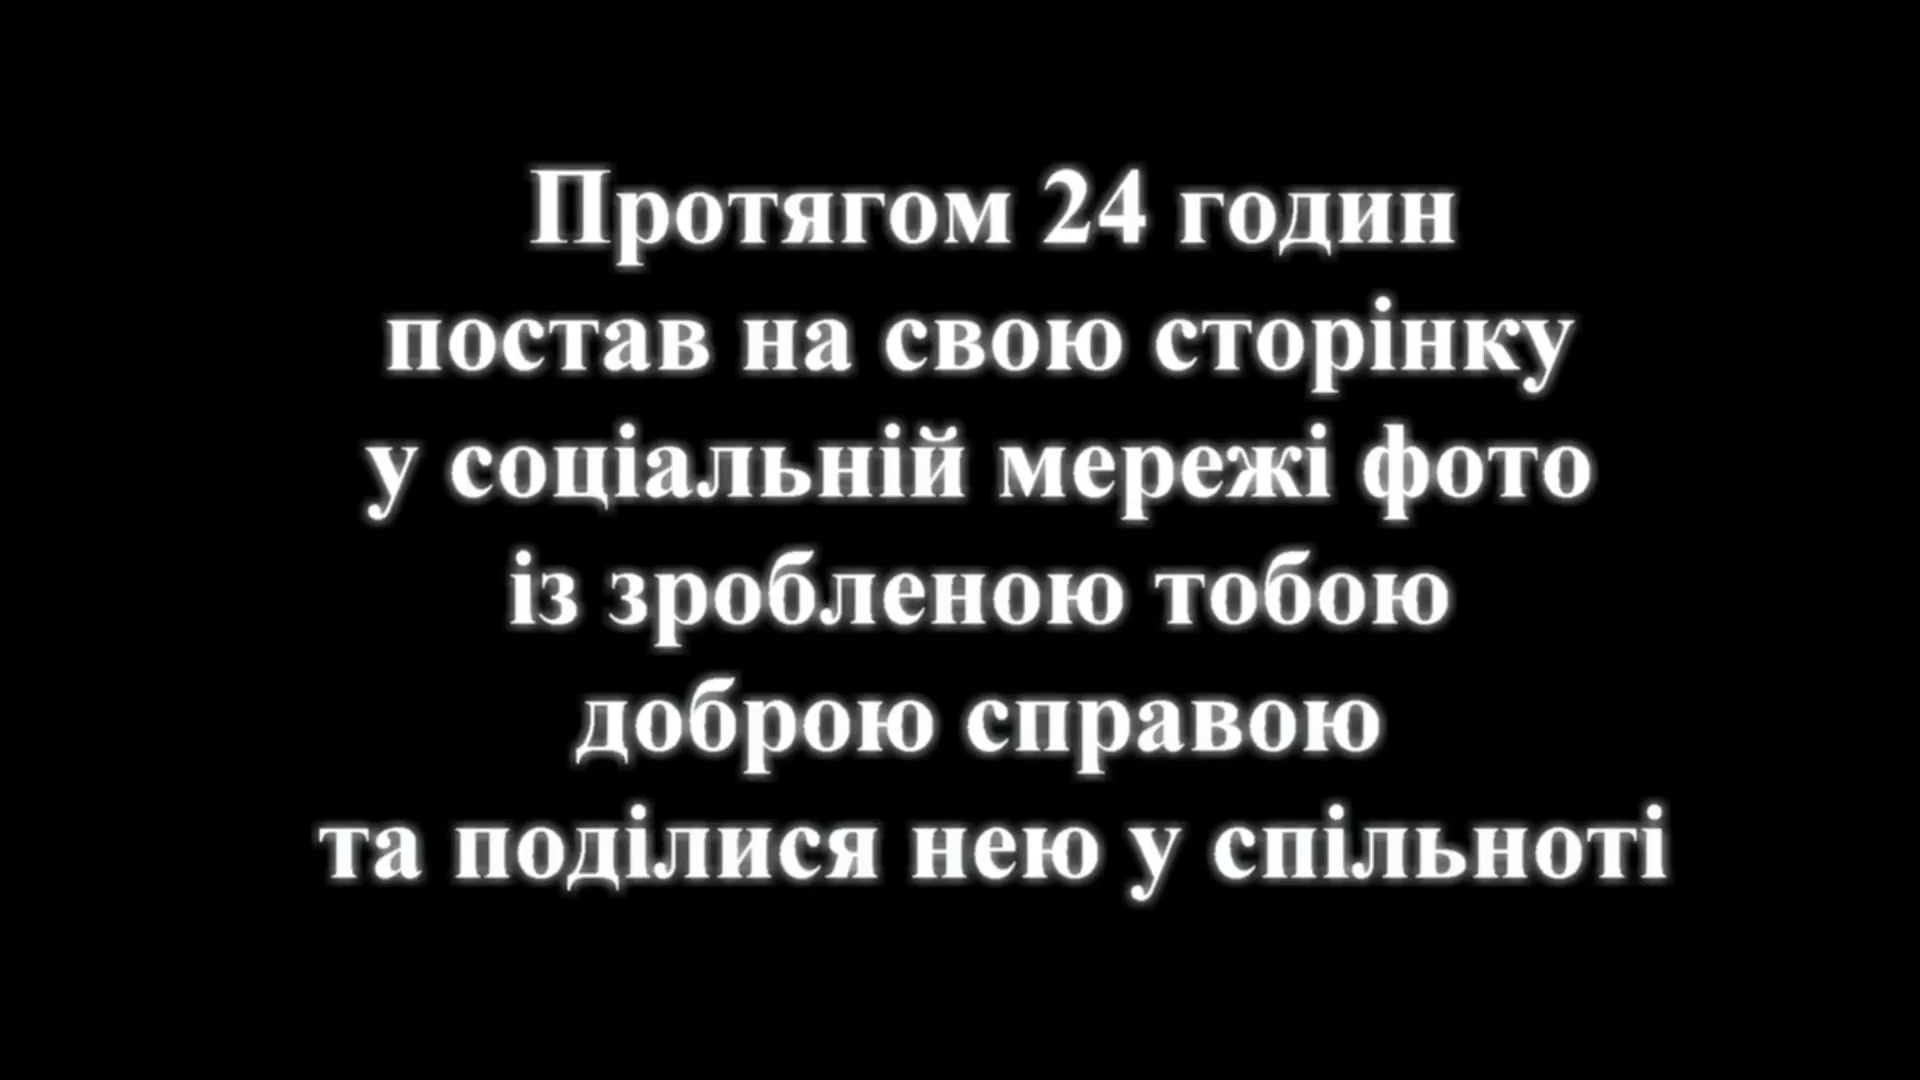 Протягом 24 годин
постав на свою сторінку
у соціальній мережі фото
із зробленою тобою
доброю справою
та поділися нею у спільноті